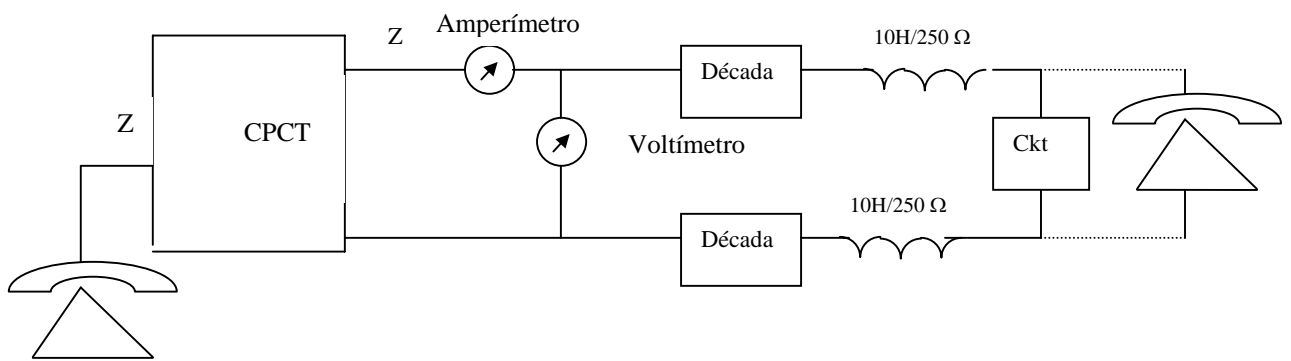 Z
Amperímetro
10H/250 Ω
Década
Z
CPCT
Voltímetro
Ckt
10H/250 Ω
Década